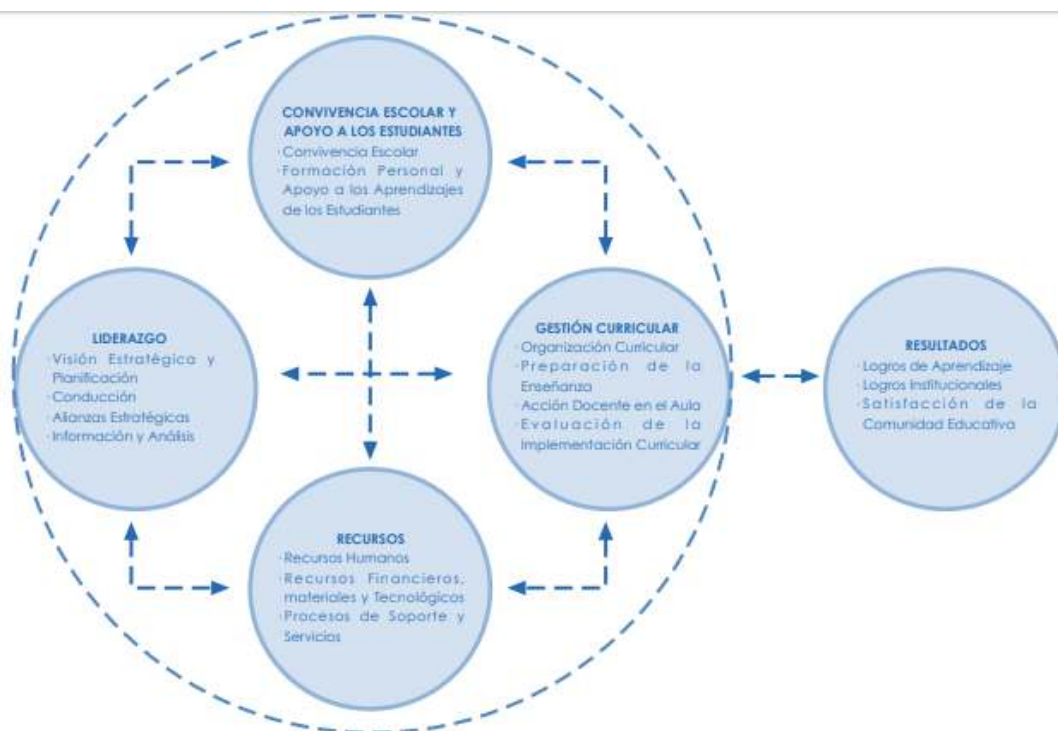 CONVIVENCIA ESCOLAR Y
APOYO A LOS ESTUDIANTES
·Convivencia Escolar
·Formación Personal y
Apoyo a los Aprendizajes
de los Estudiantes
LIDERAZGO
·Visión Estratégica y
Planificación
·Conducción
·Alianzas Estratégicas
·Información y Análisis
GESTIÓN CURRICULAR
·Organización Curricular
·Preparación de la
Enseñanza
·Acción Docente en el Aula
·Evaluación de la
Implementación Curricular
RESULTADOS
·Logros de Aprendizaje
·Logros Institucionales
·Satisfacción de la
Comunidad Educativa
RECURSOS
·Recursos Humanos
·Recursos Financieros,
materiales y Tecnológicos
·Procesos de Soporte y
Servicios